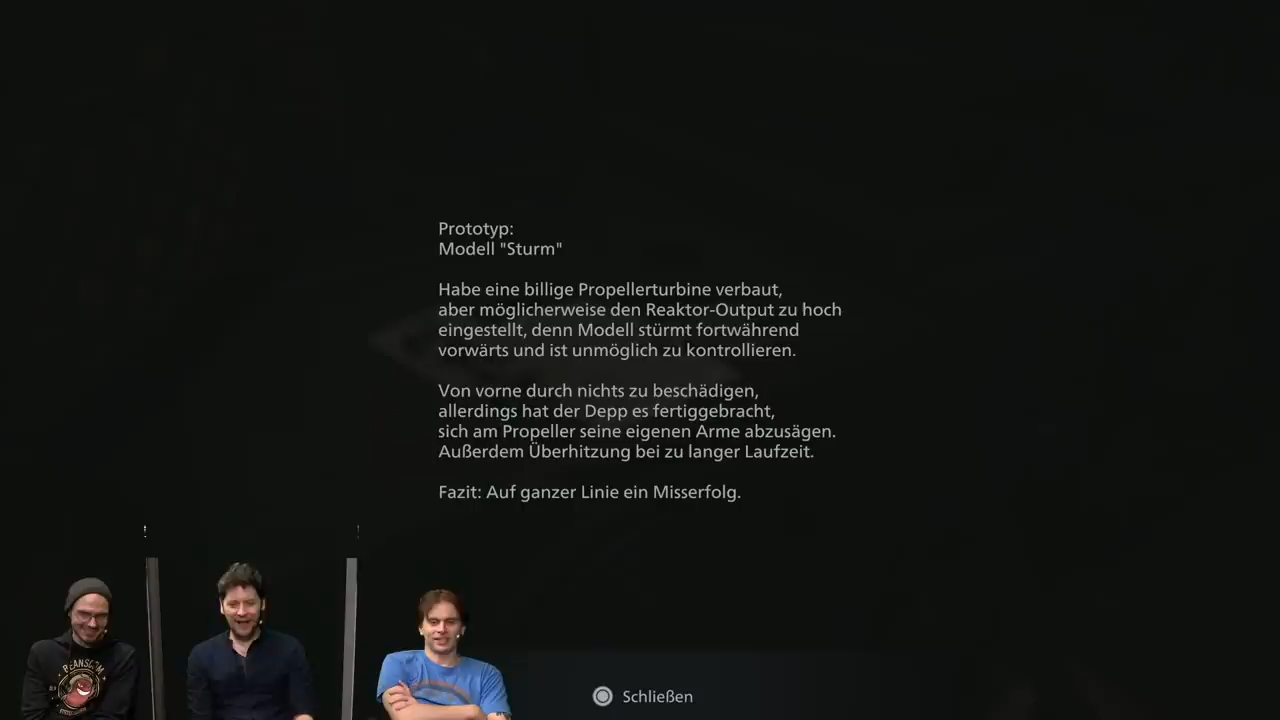 Prototyp:
Modell "Sturm"
Habe eine billige Propellerturbine verbaut,
aber möglicherweise den Reaktor-Output zu hoch
eingestellt, denn Modell stürmt fortwährend
vorwärts und ist unmöglich zu kontrollieren.
Von vorne durch nichts zu beschädigen,
allerdings hat der Depp es fertiggebracht,
sich am Propeller seine eigenen Arme abzusägen.
Außerdem Überhitzung bei zu langer Laufzeit.
Fazit: Auf ganzer Linie ein Misserfolg.
Schließen